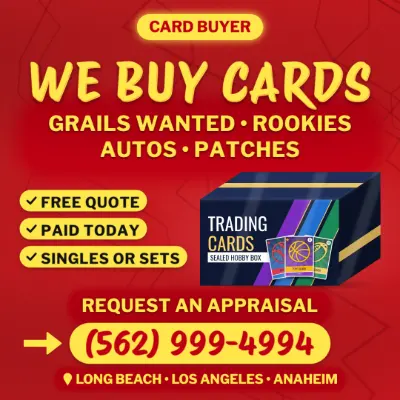 CARD BUYER
WE BUY CARDS
GRAILS WANTED • ROOKIES
AUTOS • PATCHES
FREE QUOTE
PAID TODAY
SINGLES OR SETS
TRADING
CARDS
SEALED HOBBY BOX
REQUEST AN APPRAISAL
(562) 999-4994
LONG BEACH • LOS ANGELES • ANAHEIM